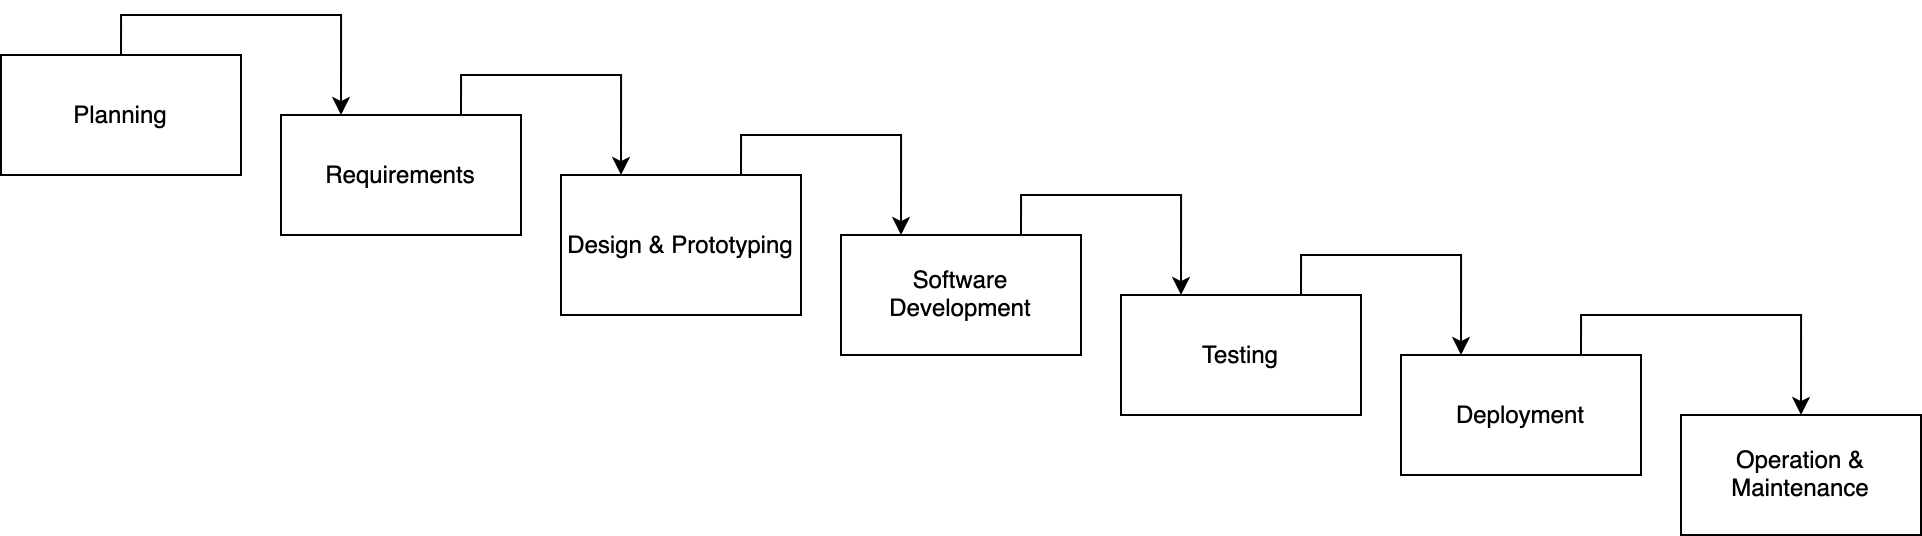 Planning
Requirements
Design & Prototyping
Software
Development
Testing
Deployment
Operation &
Maintenance